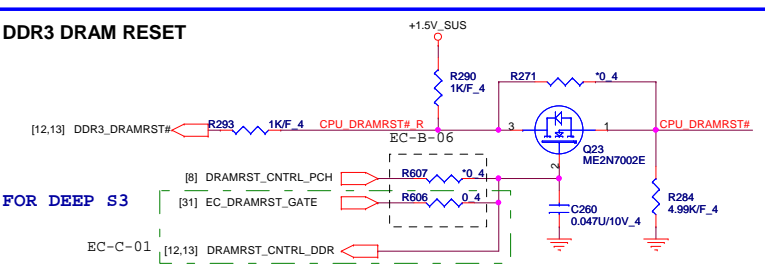 DDR3 DRAM RESET
+1.5V_SUS
R290
1K/F_4
R271 *0_4
[12,13] DDR3_DRAMRST# R293 1K/F_4 CPU_DRAMRST#_R 3 1 CPU_DRAMRST#
EC-B-06
Q23
ME2N7002E
2
[8] DRAMRST_CNTRL_PCH R607 *0_4
FOR DEEP S3 [31] EC_DRAMRST_GATE R606 0_4
R284
4.99K/F_4
C260
0.047U/10V_4
EC-C-01 [12,13] DRAMRST_CNTRL_DDR